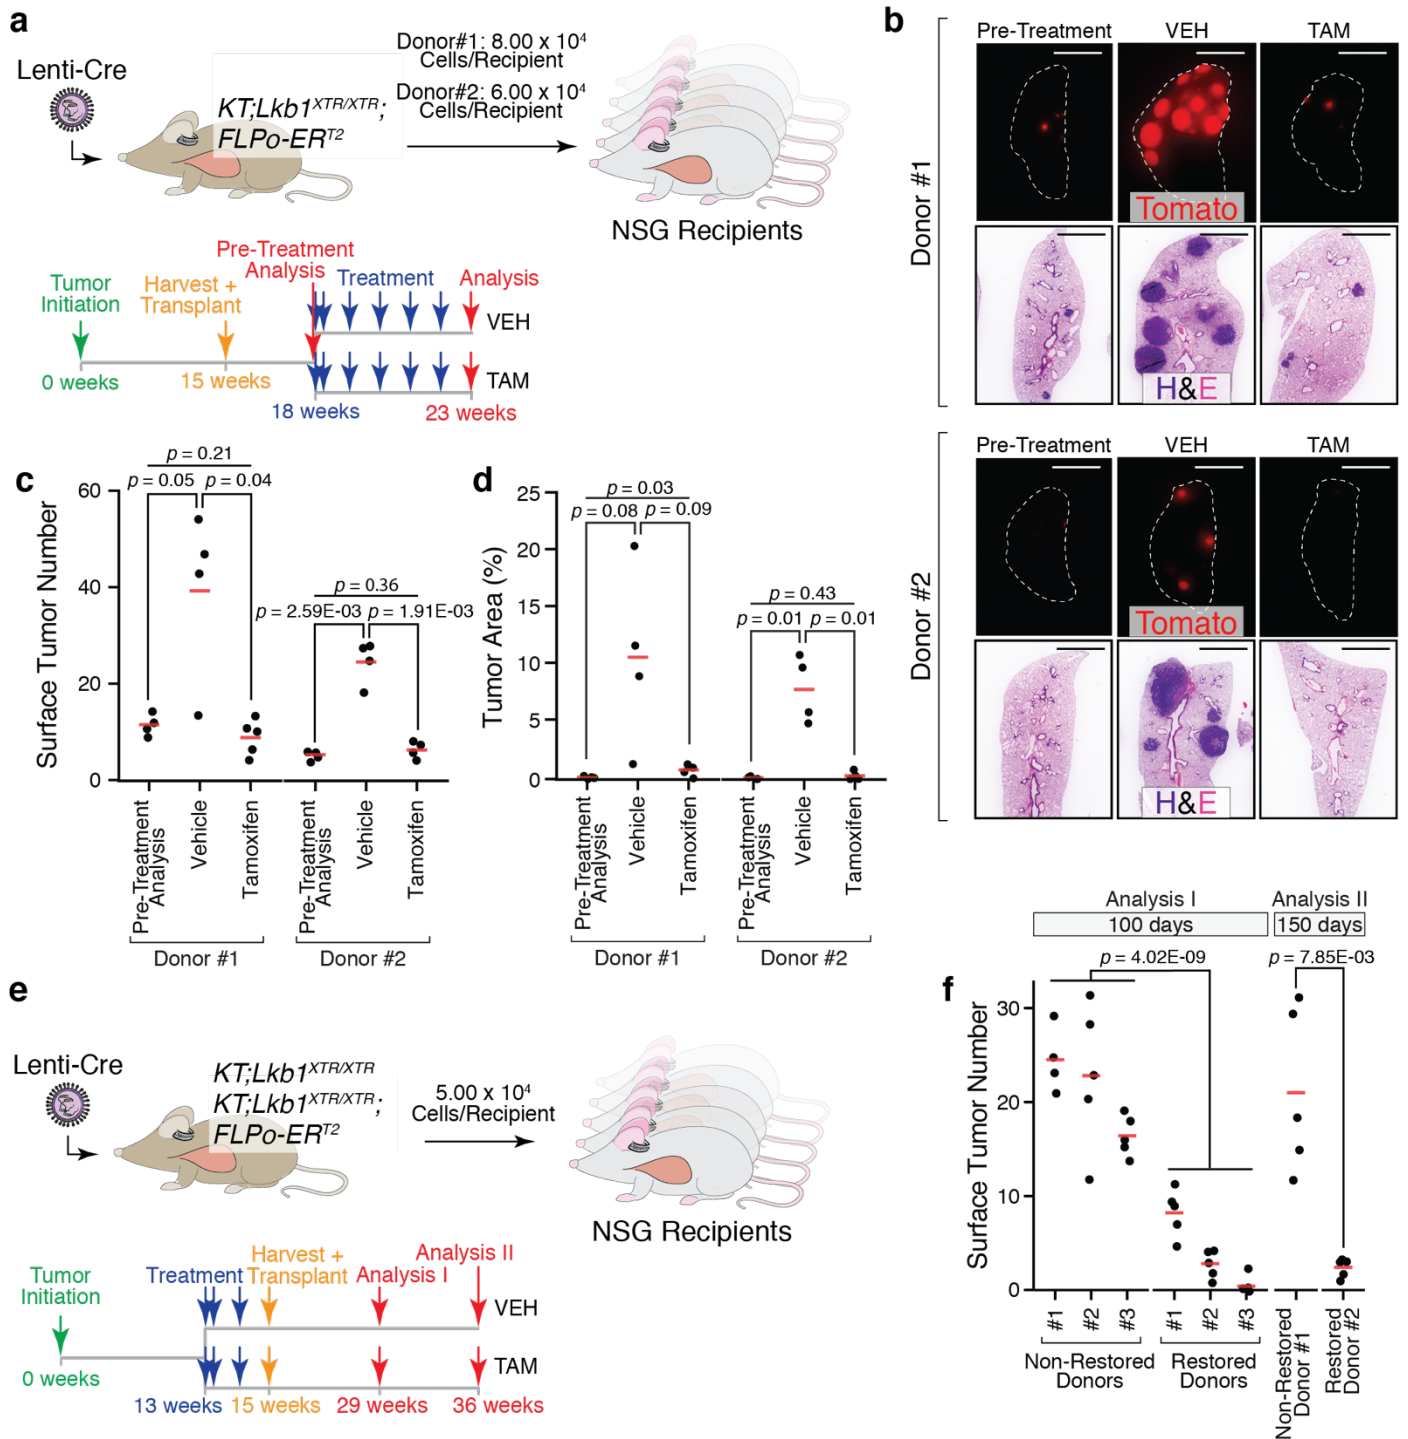 a
Lenti-Cre
KT;Lkb1XTR/XTR;
FLPo-ERT2
Donor#1: 8.00 x 10⁴
Cells/Recipient
Donor#2: 6.00 x 10⁴
Cells/Recipient
NSG Recipients
Pre-Treatment
Analysis
Tumor
Initiation
Harvest +
Transplant
Treatment
Analysis
VEH
TAM
0 weeks
15 weeks
18 weeks
23 weeks
b
Donor #1
Pre-Treatment
VEH
TAM
Tomato
H&E
Donor #2
Pre-Treatment
VEH
TAM
Tomato
H&E
c
Surface Tumor Number
60
40
20
0
p = 0.21
p = 0.05
p = 0.04
p = 0.36
p = 2.59E-03
p = 1.91E-03
Pre-Treatment
Analysis
Vehicle
Tamoxifen
Pre-Treatment
Analysis
Vehicle
Tamoxifen
Donor #1
Donor #2
d
Tumor Area (%)
25
20
15
10
5
0
p = 0.03
p = 0.08
p = 0.09
p = 0.43
p = 0.01
p = 0.01
Pre-Treatment
Analysis
Vehicle
Tamoxifen
Pre-Treatment
Analysis
Vehicle
Tamoxifen
Donor #1
Donor #2
e
Lenti-Cre
KT;Lkb1XTR/XTR
KT;Lkb1XTR/XTR;
FLPo-ERT2
5.00 x 10⁴
Cells/Recipient
NSG Recipients
Tumor
Initiation
Treatment
Harvest +
Transplant
Analysis I
Analysis II
VEH
TAM
0 weeks
13 weeks
15 weeks
29 weeks
36 weeks
f
Analysis I
100 days
Analysis II
150 days
p = 4.02E-09
p = 7.85E-03
Surface Tumor Number
30
20
10
0
#1
#2
#3
#1
#2
#3
Non-Restored
Donors
Restored
Donors
Non-Restored
Donor #1
Restored
Donor #2